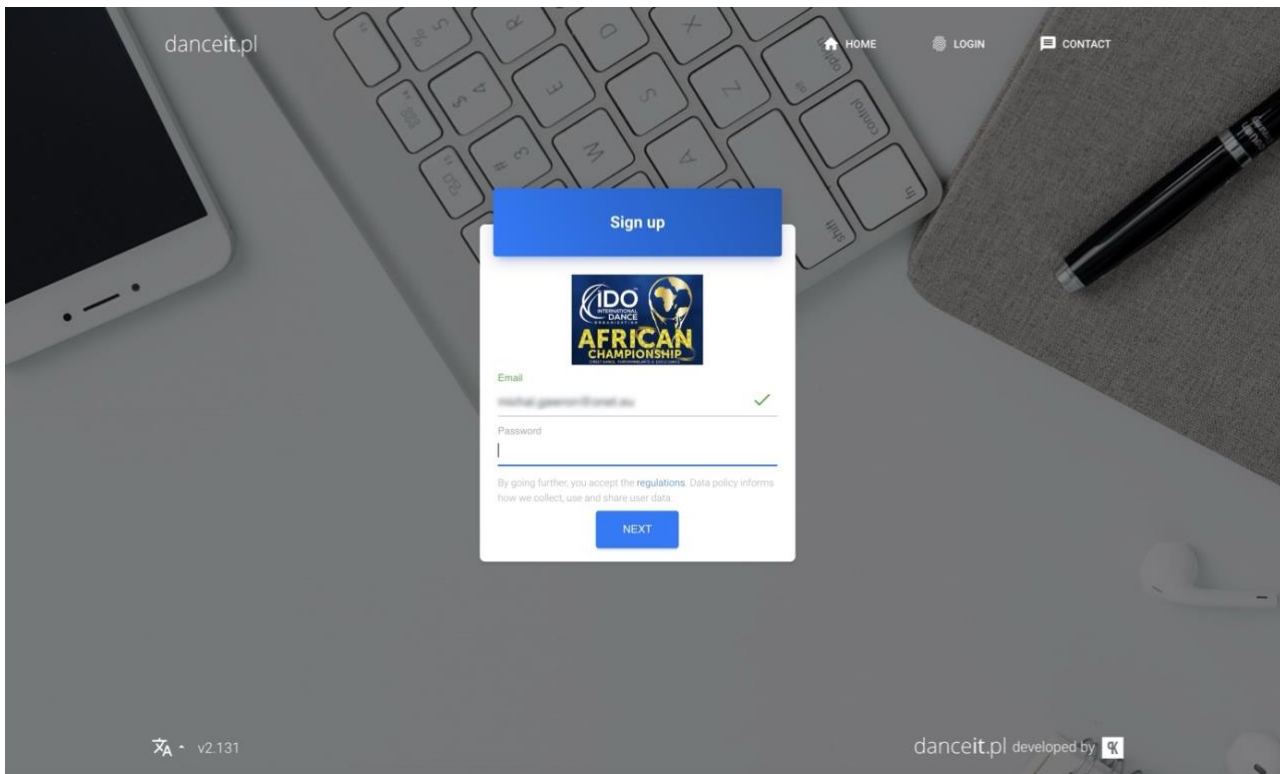 danceit.pl
HOME
LOGIN
CONTACT
Sign up
IDO
INTERNATIONAL
DANCE
ORGANIZATION
AFRICAN
CHAMPIONSHIP
Email
Password
By going further, you accept the regulations. Data policy informs
how we collect, use and share user data.
NEXT
v2.131
danceit.pl developed by